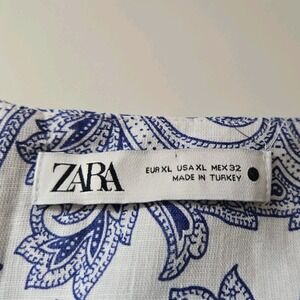 ZARA
EUR XL USA XL MEX 32
MADE IN TURKEY